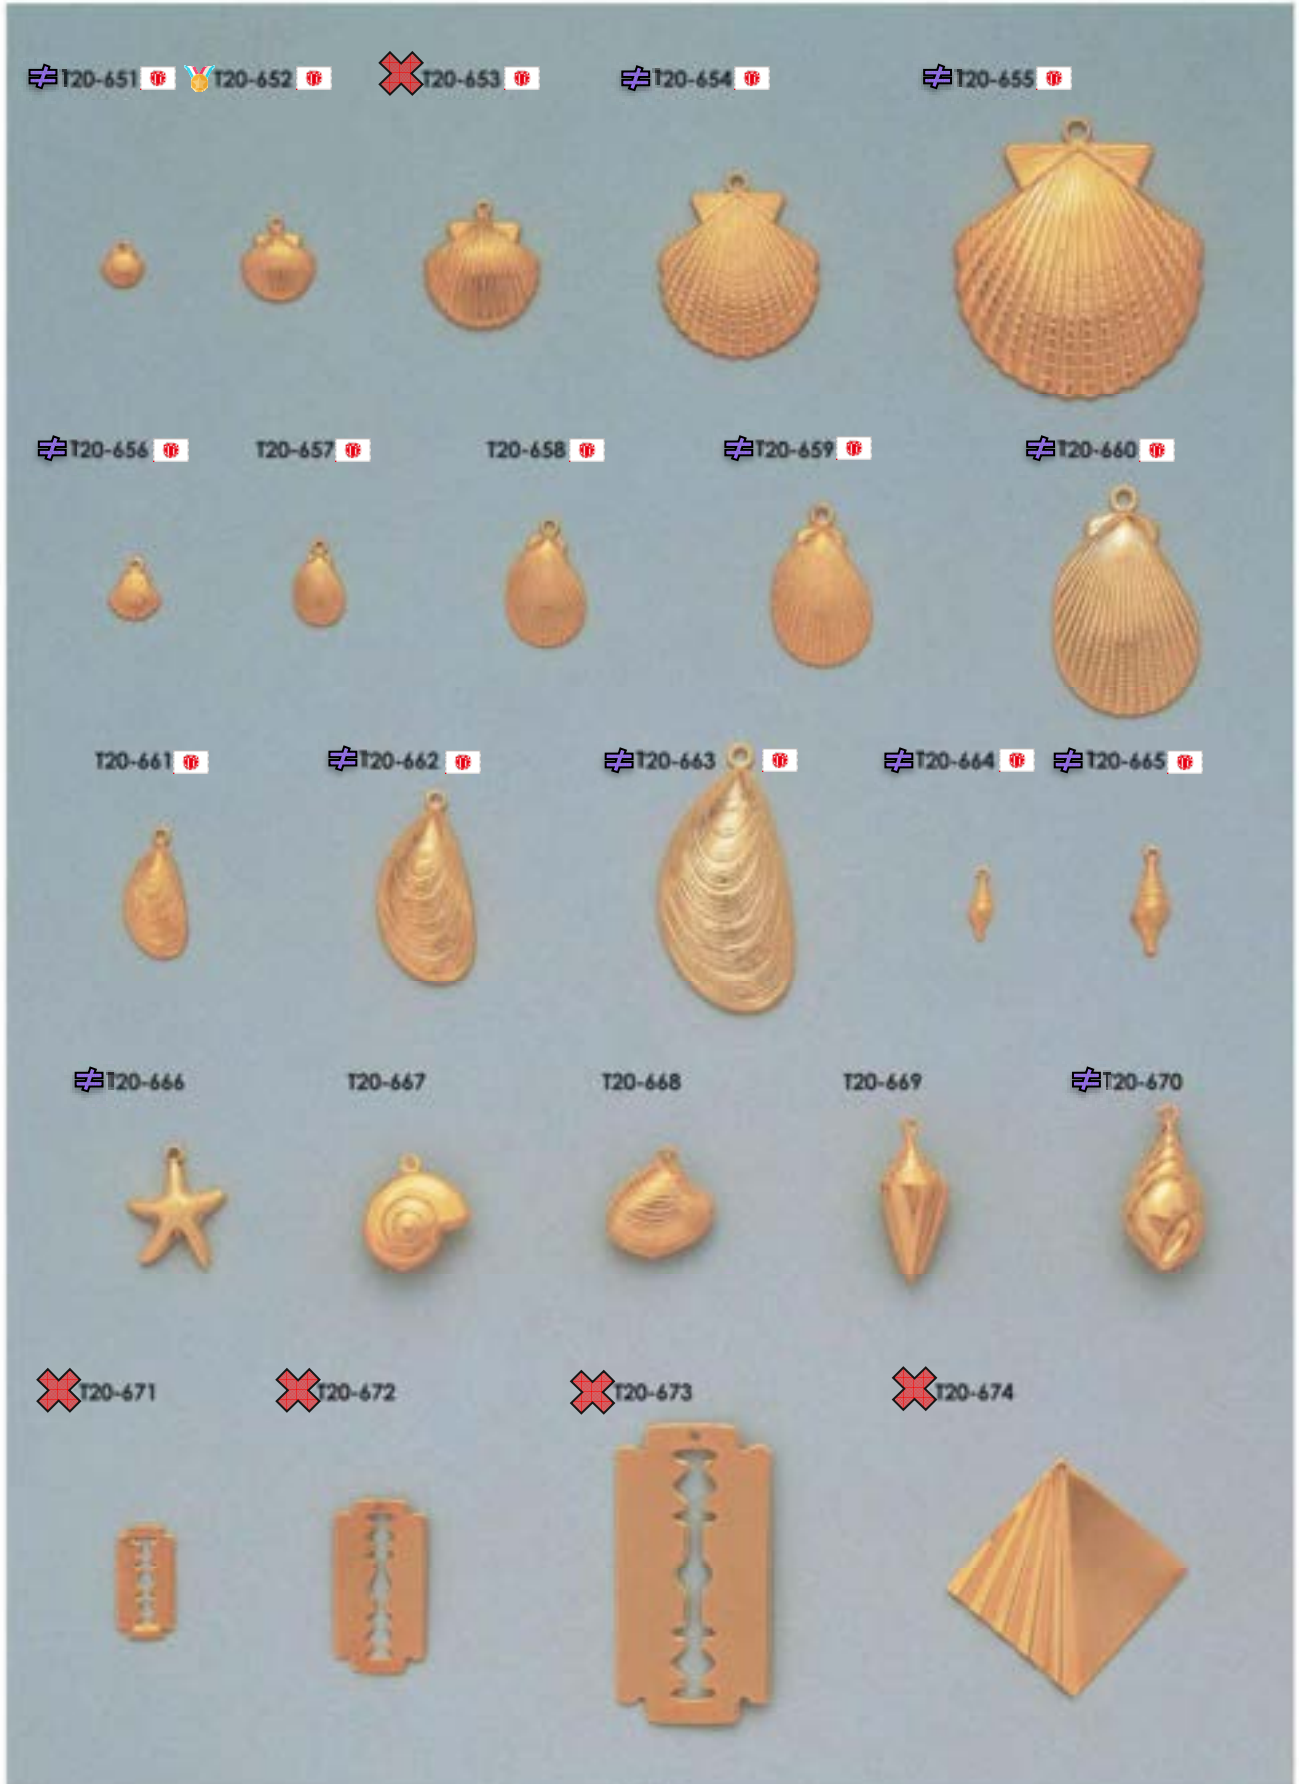 ≠ T20-651 T20-652 T20-653 ≠ T20-654 ≠ T20-655
≠ T20-656 T20-657 T20-658 ≠ T20-659 ≠ T20-660
T20-661 ≠ T20-662 ≠ T20-663 ≠ T20-664 ≠ T20-665
≠ T20-666 T20-667 T20-668 T20-669 ≠ T20-670
T20-671 T20-672 T20-673 T20-674